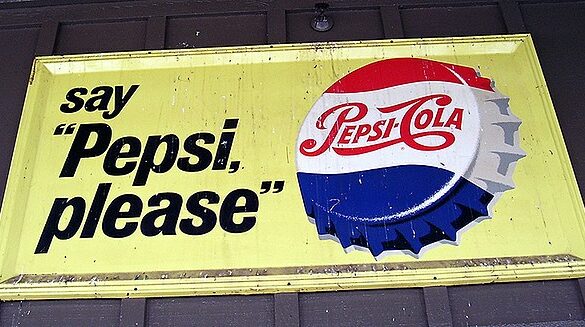 say
"Pepsi,
please"
PEPSI-COLA